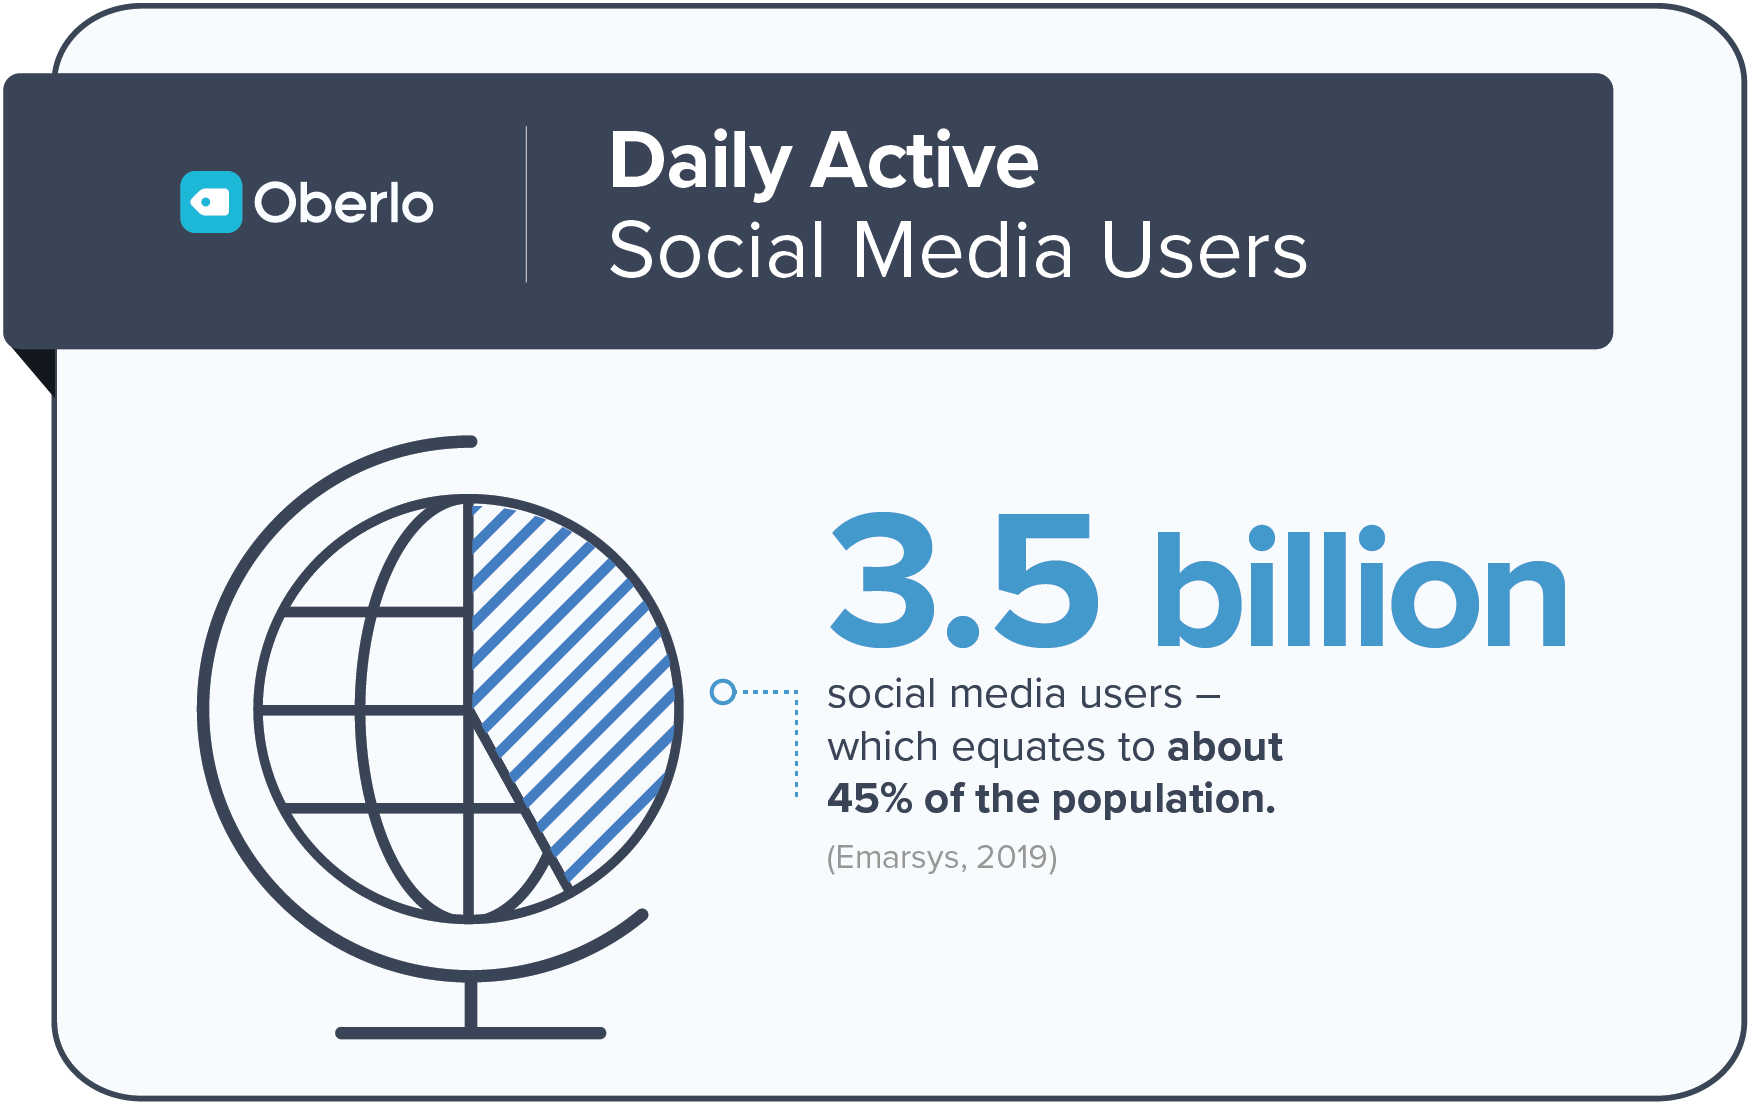 Oberlo
Daily Active
Social Media Users
3.5 billion
social media users –
which equates to about
45% of the population.
(Emarsys, 2019)